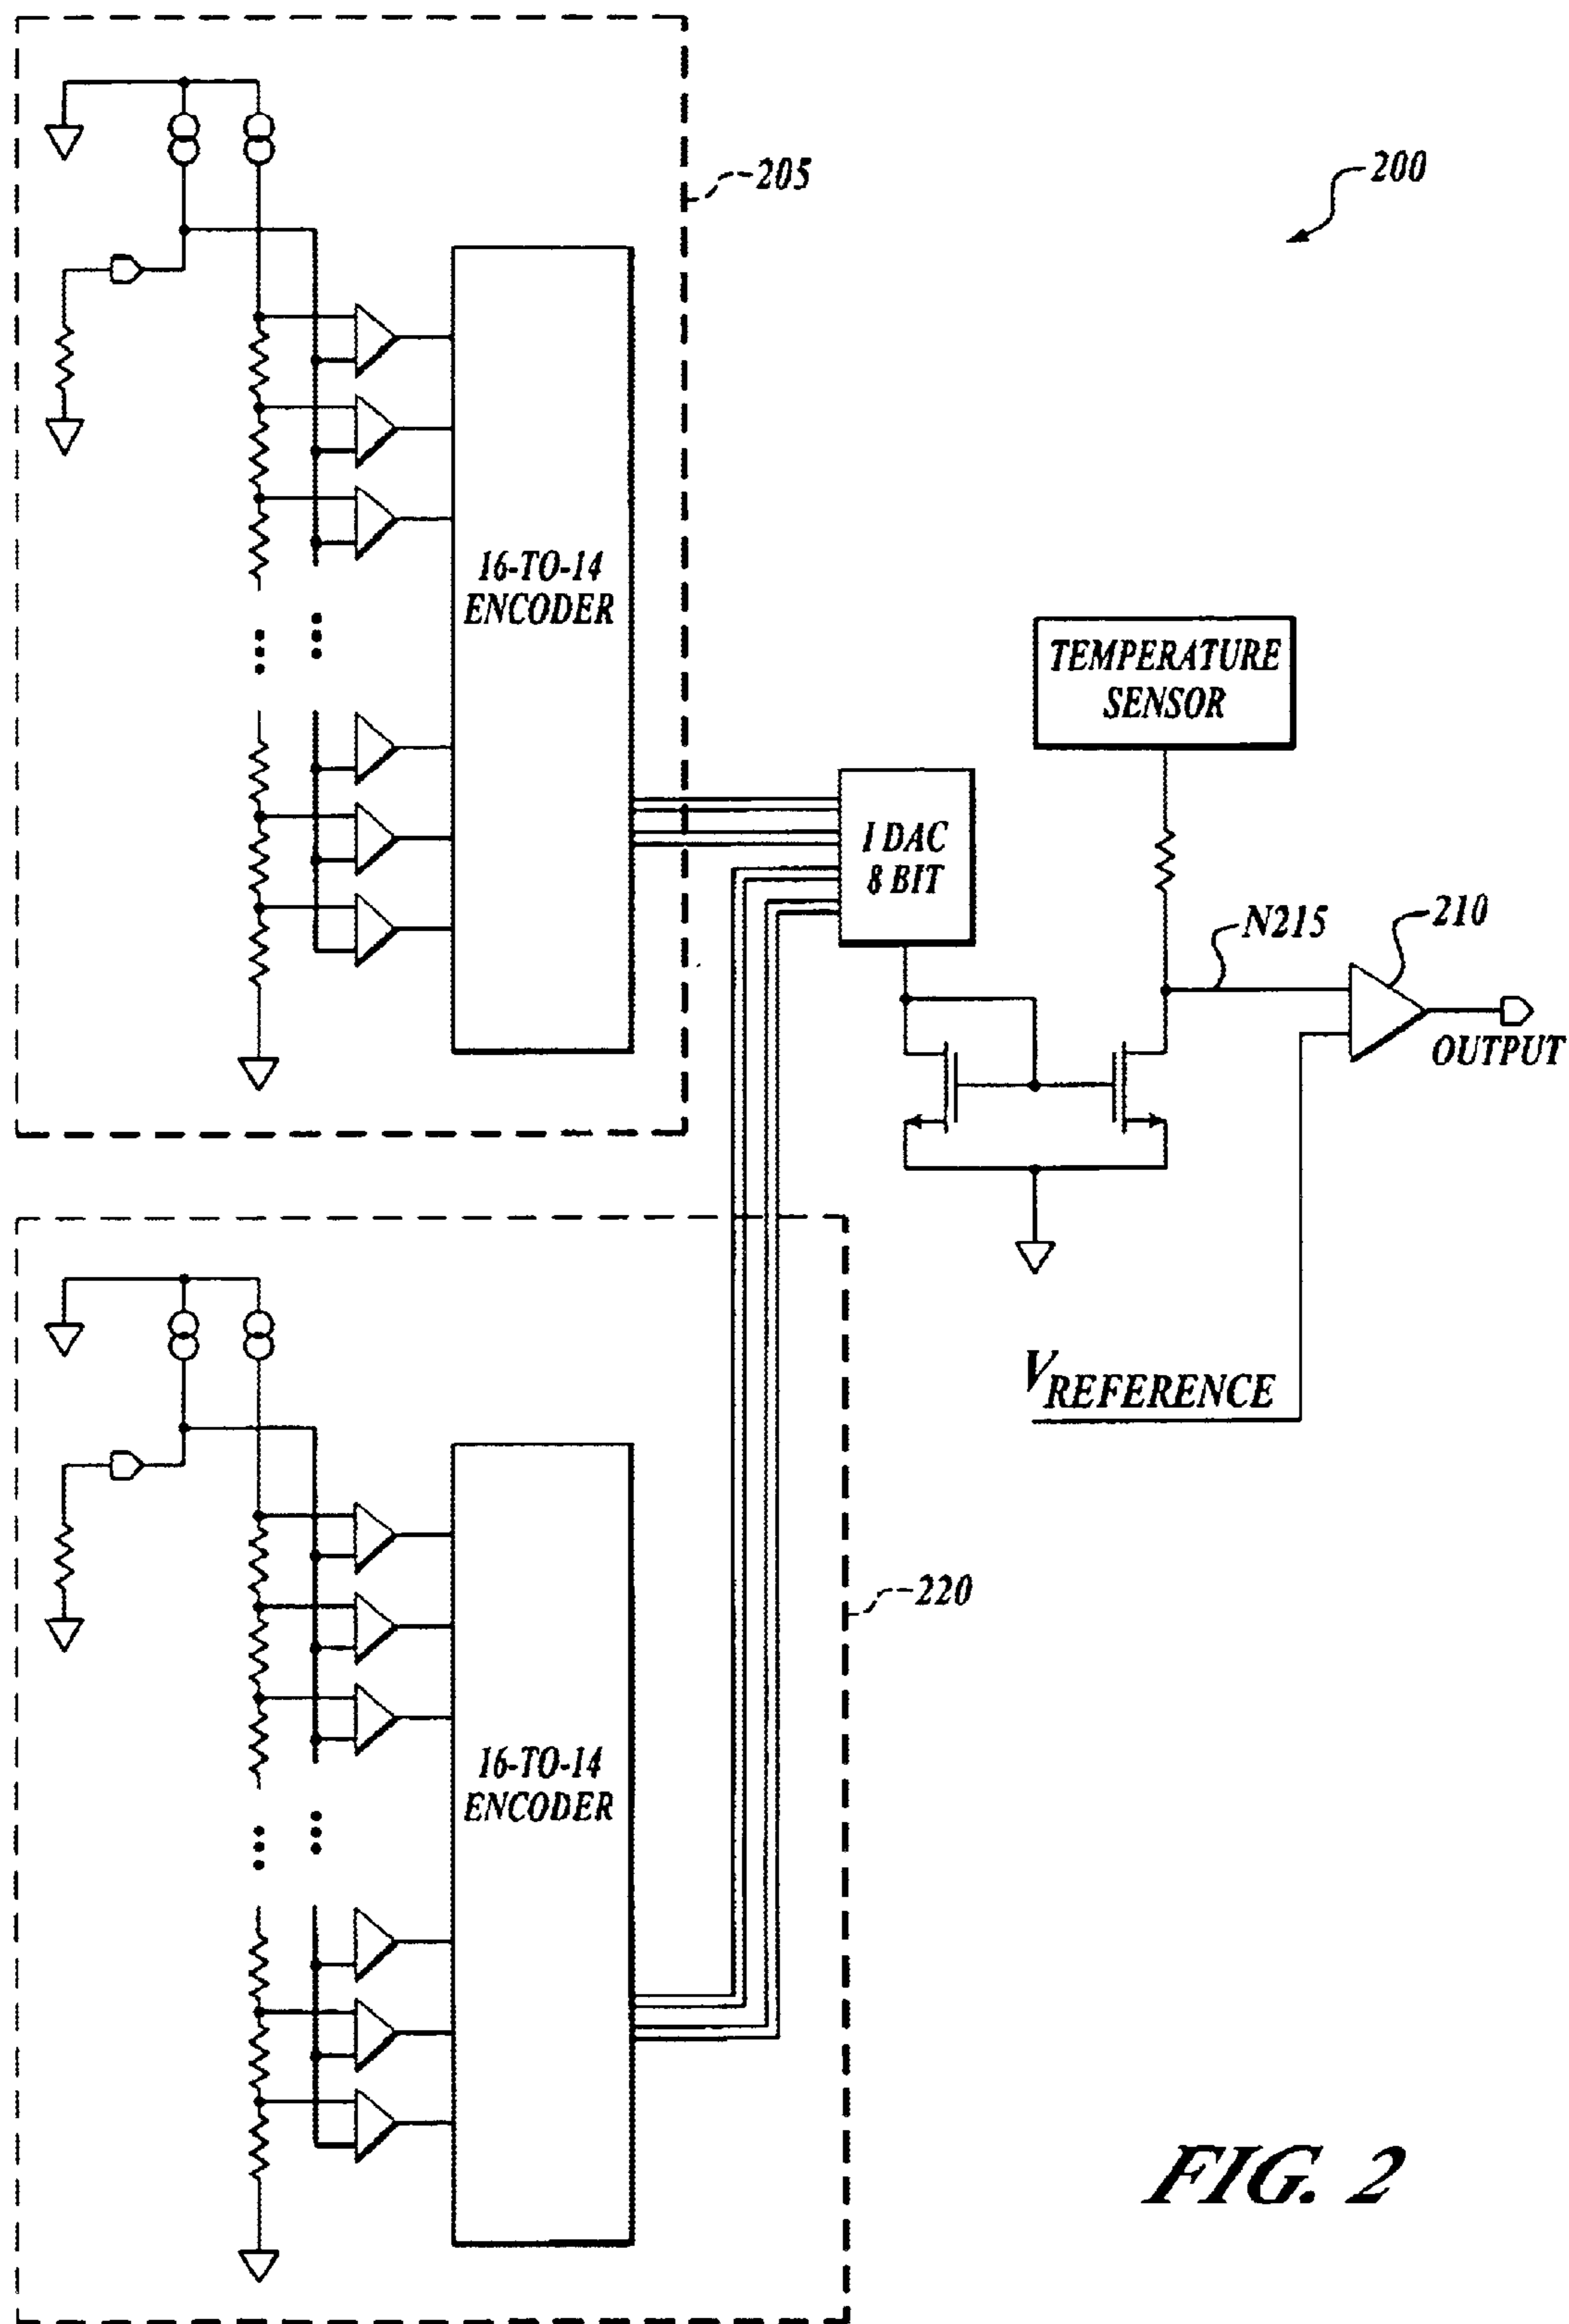 205
200
16-TO-14
ENCODER
TEMPERATURE
SENSOR
I DAC
8 BIT
N215
210
OUTPUT
VREFERENCE
220
16-TO-14
ENCODER
FIG. 2